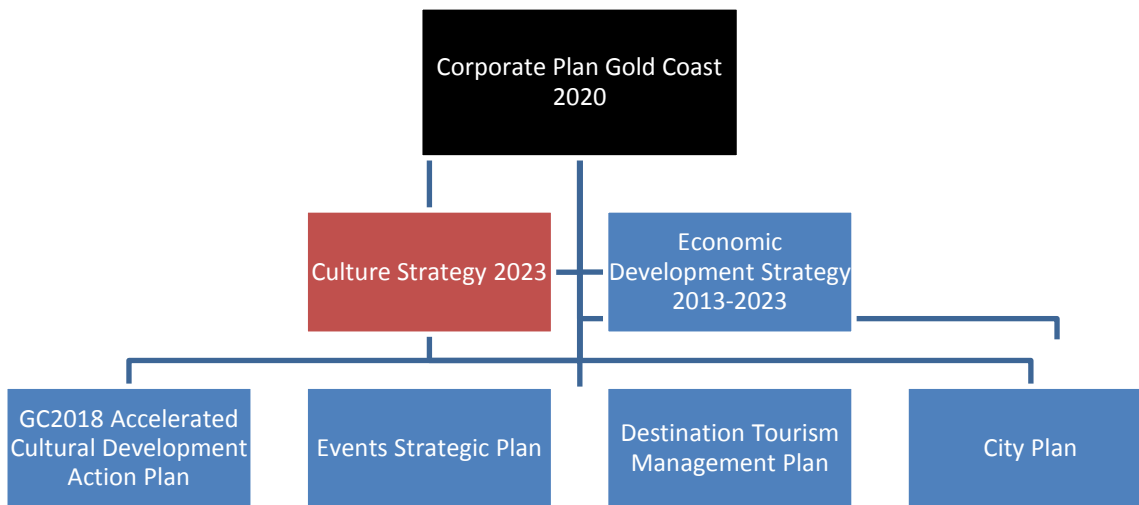 Corporate Plan Gold Coast
2020
Culture Strategy 2023
Economic
Development Strategy
2013-2023
GC2018 Accelerated
Cultural Development
Action Plan
Events Strategic Plan
Destination Tourism
Management Plan
City Plan